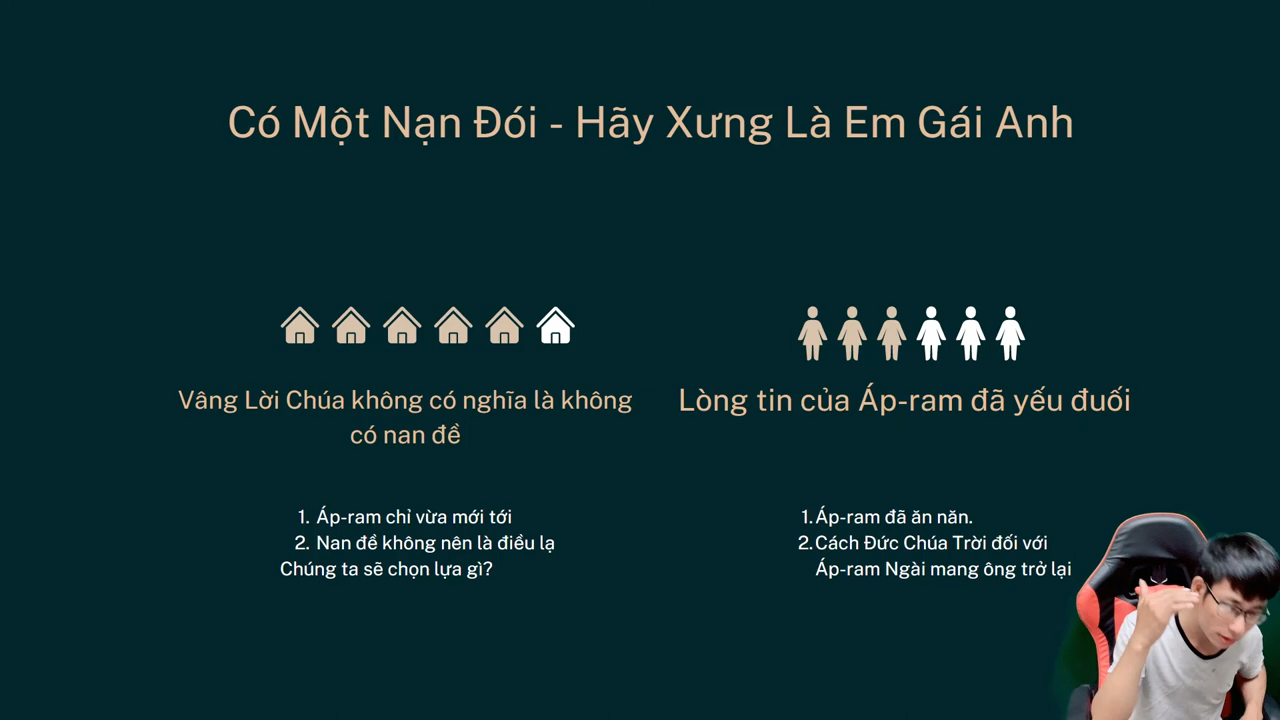 Có Một Nạn Đói - Hãy Xưng Là Em Gái Anh
Vâng Lời Chúa không có nghĩa là không
có nan đề
1. Áp-ram chỉ vừa mới tới
2. Nan đề không nên là điều lạ
Chúng ta sẽ chọn lựa gì?
Lòng tin của Áp-ram đã yếu đuối
1. Áp-ram đã ăn năn.
2. Cách Đức Chúa Trời đối với
Áp-ram Ngài mang ông trở lại